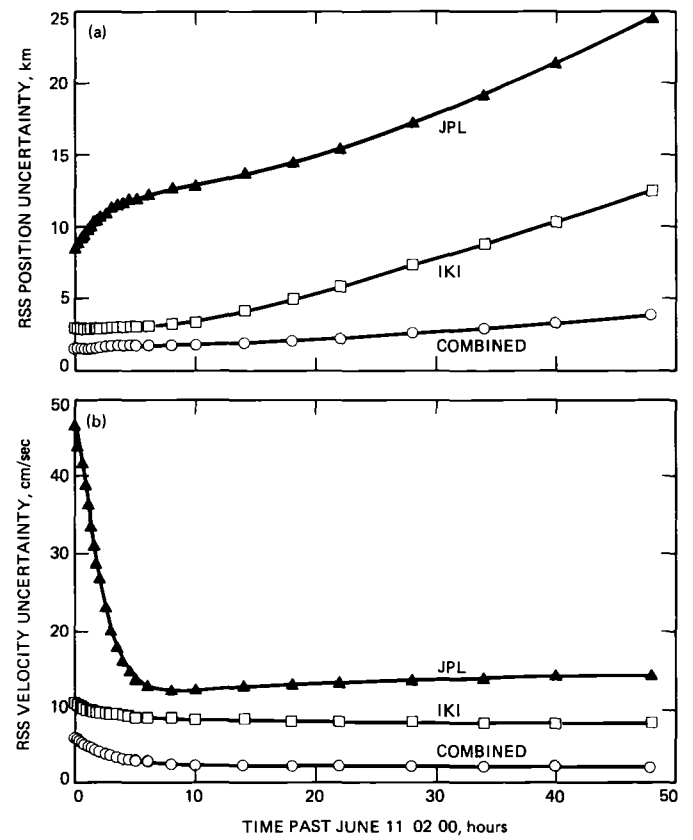 (a)
RSS POSITION UNCERTAINTY, km
25
20
15
10
5
0
JPL
IKI
COMBINED
(b)
RSS VELOCITY UNCERTAINTY, cm/sec
50
40
30
20
10
0
JPL
IKI
COMBINED
0 10 20 30 40 50
TIME PAST JUNE 11 02 00, hours